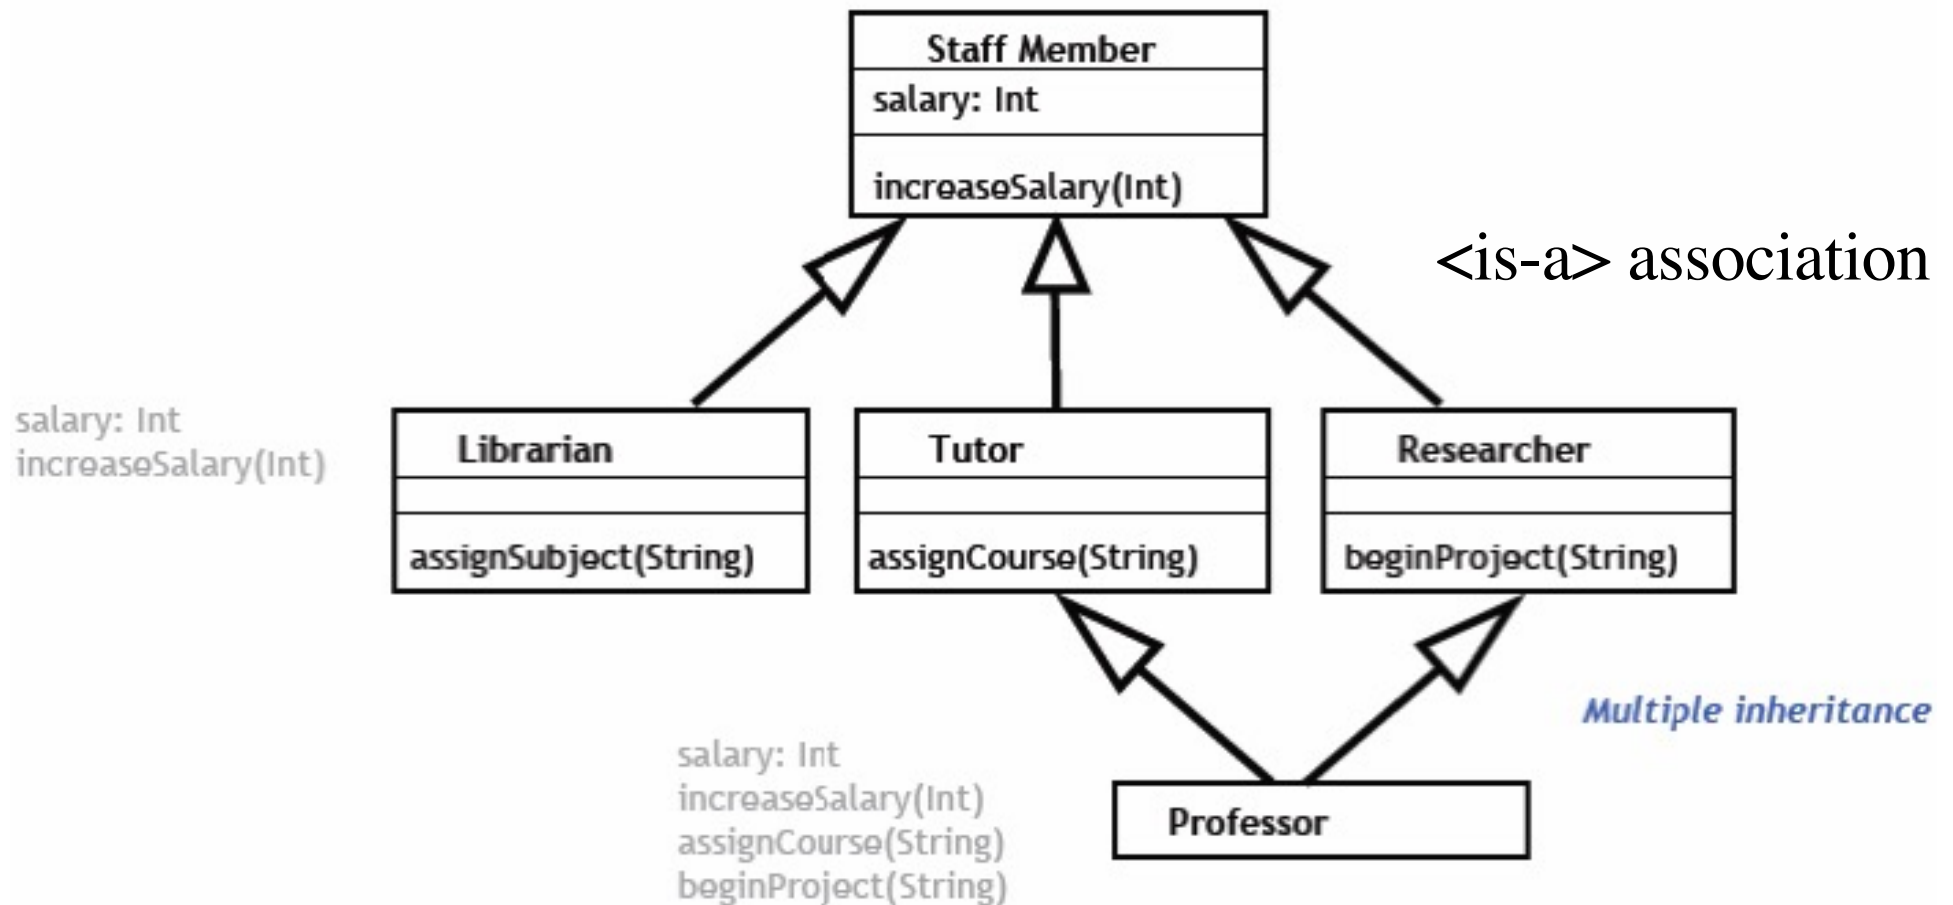 Staff Member
salary: Int
increaseSalary(Int)
<is-a> association
salary: Int
increaseSalary(Int)
Librarian
assignSubject(String)
Tutor
assignCourse(String)
Researcher
beginProject(String)
Multiple inheritance
salary: Int
increaseSalary(Int)
assignCourse(String)
beginProject(String)
Professor